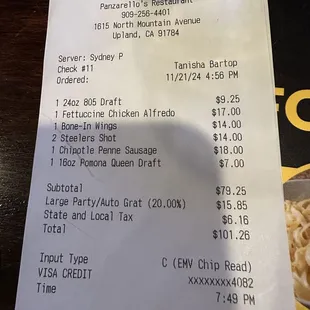 Panzarello's Restaurant
909-256-4401
1615 North Mountain Avenue
Upland, CA 91784
Server: Sydney P
Check #11 Tanisha Bartop
Ordered: 11/21/24 4:56 PM
1 24oz 805 Draft $9.25
1 Fettuccine Chicken Alfredo $17.00
1 Bone-In Wings $14.00
2 Steelers Shot $14.00
1 Chipotle Penne Sausage $18.00
1 16oz Pomona Queen Draft $7.00
Subtotal $79.25
Large Party/Auto Grat (20.00%) $15.85
State and Local Tax $6.16
Total $101.26
Input Type C (EMV Chip Read)
VISA CREDIT xxxxxxxx4082
Time 7:49 PM